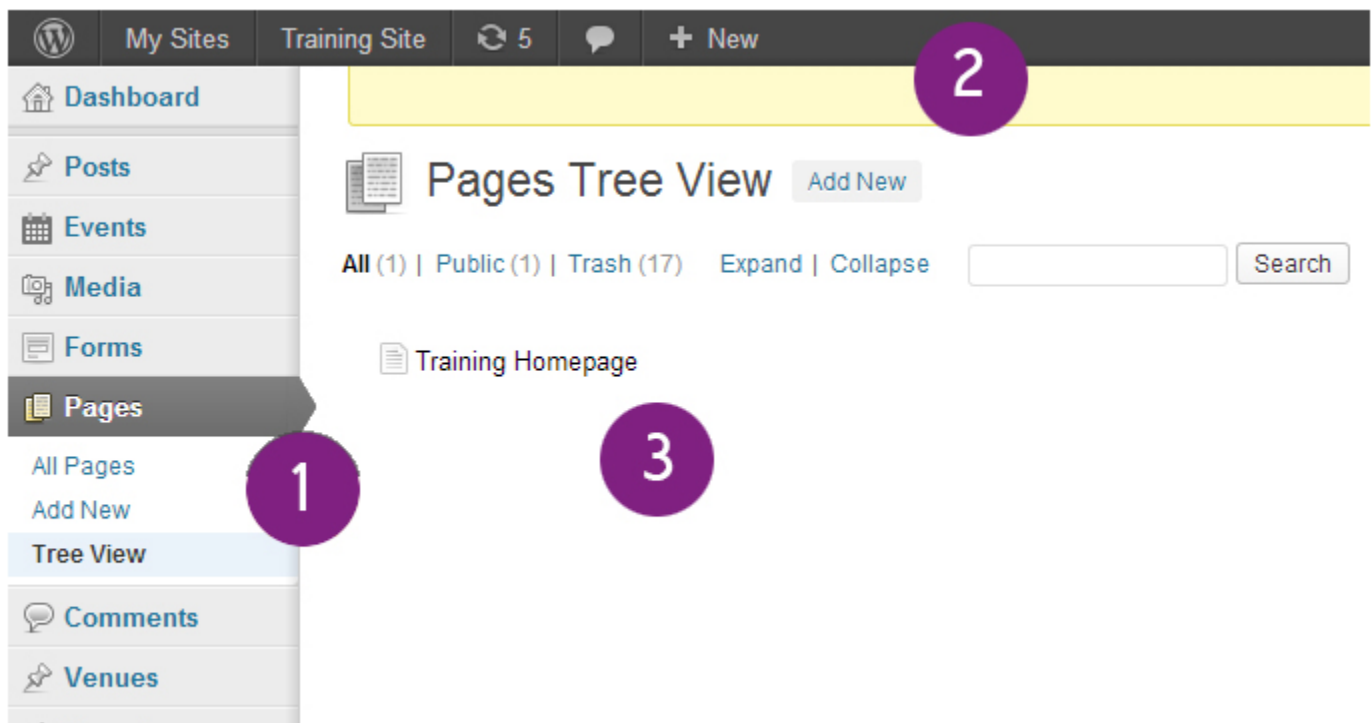 My Sites Training Site 5 + New
2
Dashboard
Posts
Events
Media
Forms
Pages
All Pages
Add New
Tree View
Comments
Venues
1
Pages Tree View Add New
All (1) | Public (1) | Trash (17) Expand | Collapse Search
Training Homepage
3